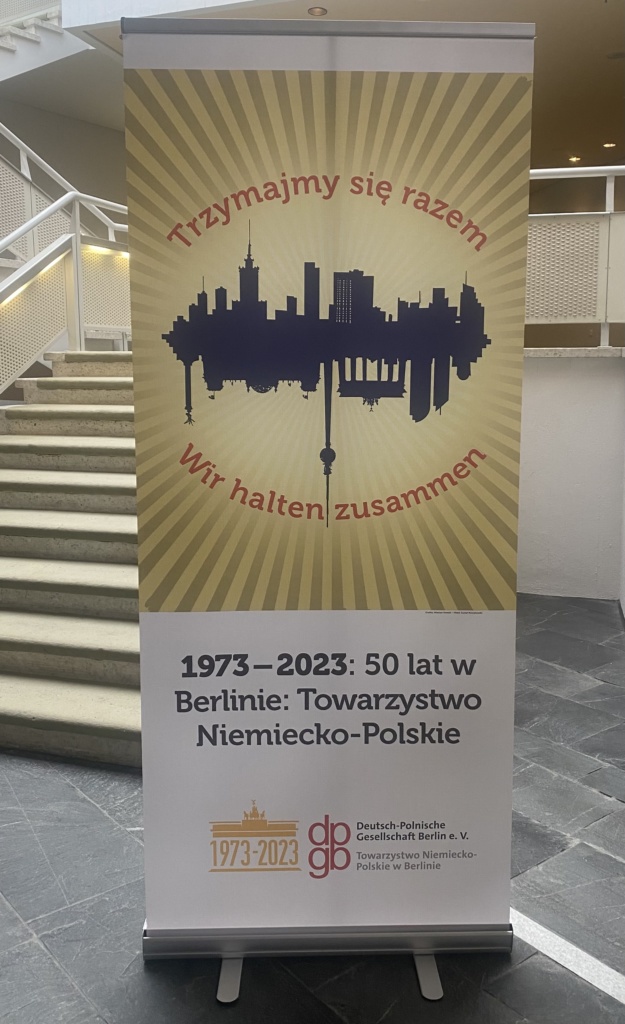 Trzymajmy się razem
Wir halten zusammen
1973–2023: 50 lat w
Berlinie: Towarzystwo
Niemiecko-Polskie
1973-2023
dp
gb
Deutsch-Polnische
Gesellschaft Berlin e. V.
Towarzystwo Niemiecko-
Polskie w Berlinie